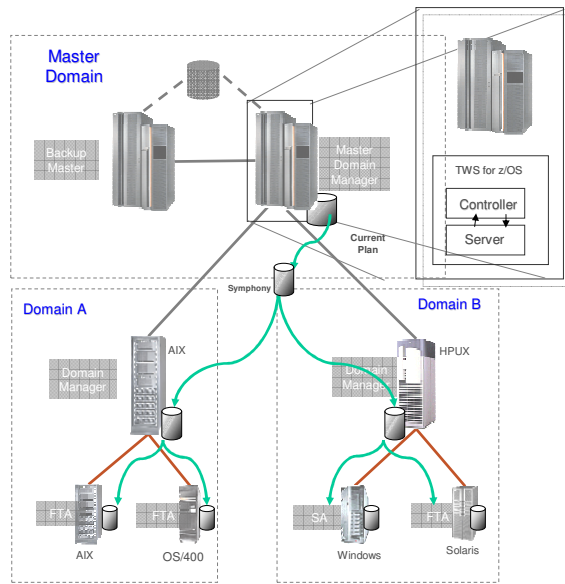 Master
Domain
Backup
Master
Master
Domain
Manager
TWS for z/OS
Controller
Server
Current
Plan
Symphony
Domain A
Domain B
AIX
HPUX
Domain
Manager
Domain
Manager
FTA
FTA
SA
FTA
AIX
OS/400
Windows
Solaris